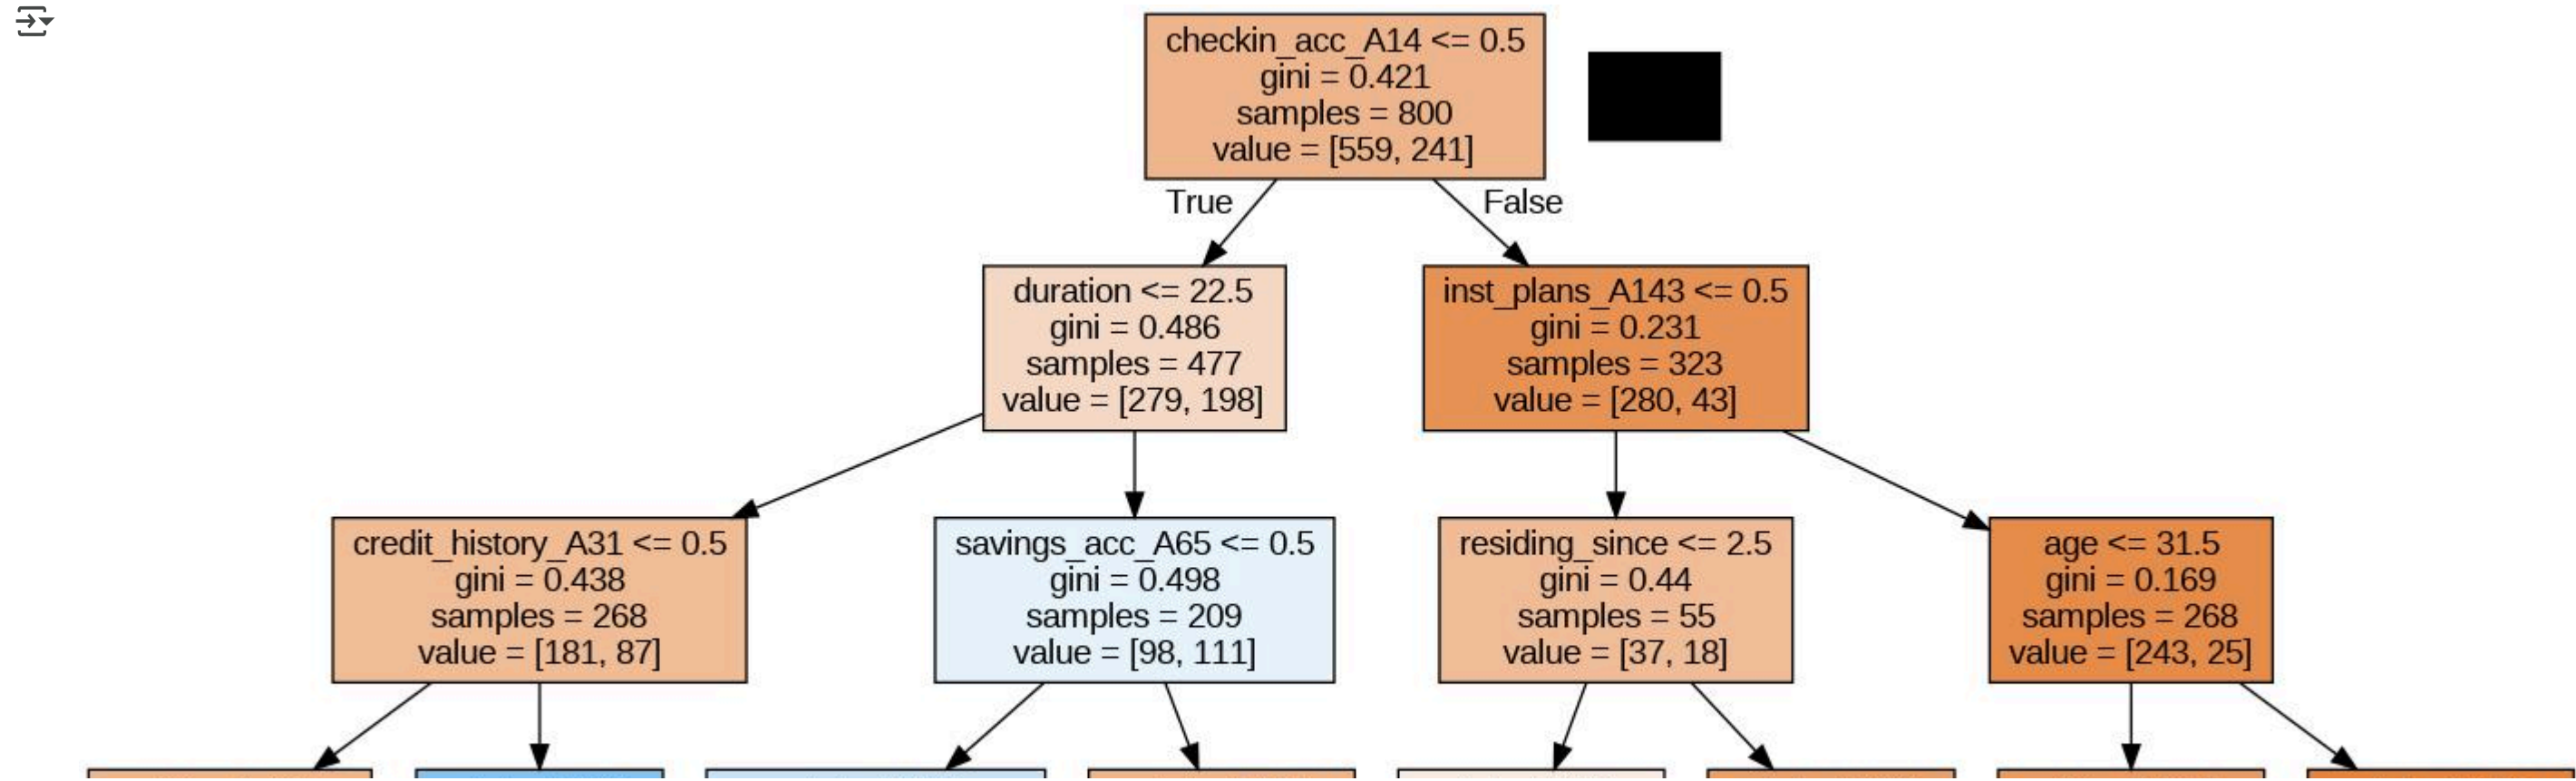 checkin_acc_A14 <= 0.5
gini = 0.421
samples = 800
value = [559, 241]
True
False
duration <= 22.5
gini = 0.486
samples = 477
value = [279, 198]
inst_plans_A143 <= 0.5
gini = 0.231
samples = 323
value = [280, 43]
credit_history_A31 <= 0.5
gini = 0.438
samples = 268
value = [181, 87]
savings_acc_A65 <= 0.5
gini = 0.498
samples = 209
value = [98, 111]
residing_since <= 2.5
gini = 0.44
samples = 55
value = [37, 18]
age <= 31.5
gini = 0.169
samples = 268
value = [243, 25]